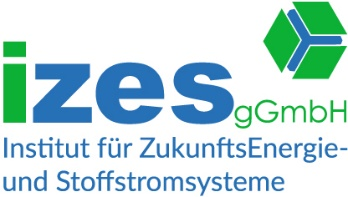 izes gGmbH
Institut für ZukunftsEnergie-
und Stoffstromsysteme